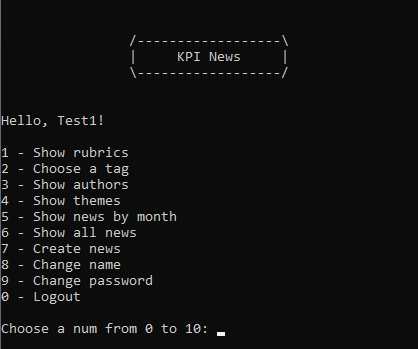 /------------------\
|     KPI News     |
\------------------/
Hello, Test1!
1 - Show rubrics
2 - Choose a tag
3 - Show authors
4 - Show themes
5 - Show news by month
6 - Show all news
7 - Create news
8 - Change name
9 - Change password
0 - Logout
Choose a num from 0 to 10: